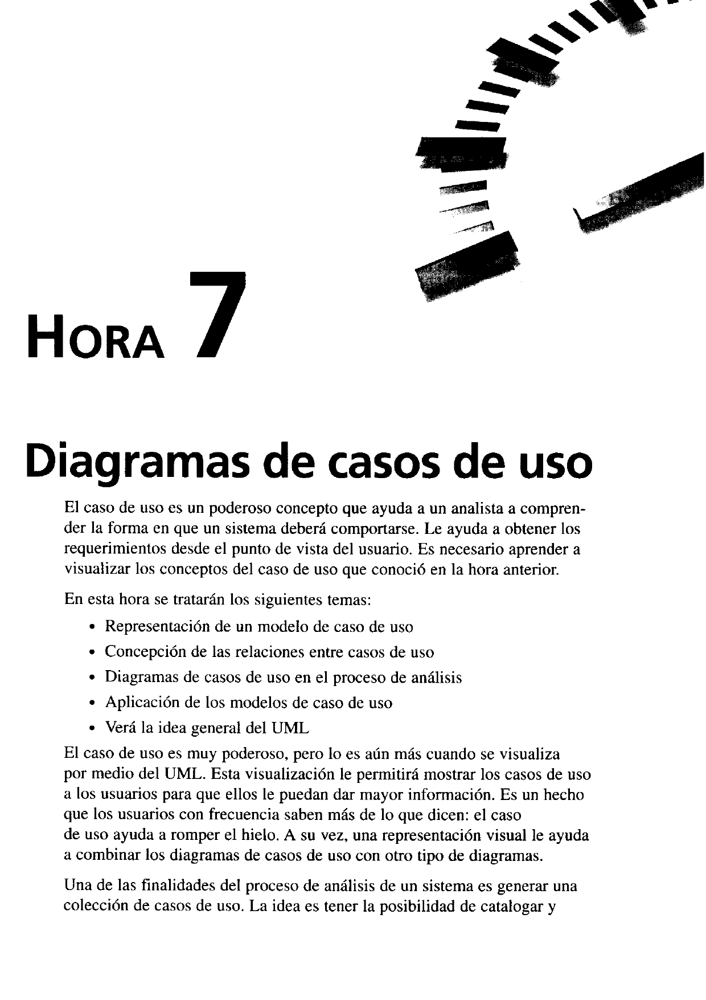 HORA 7
Diagramas de casos de uso
El caso de uso es un poderoso concepto que ayuda a un analista a compren-
der la forma en que un sistema deberá comportarse. Le ayuda a obtener los
requerimientos desde el punto de vista del usuario. Es necesario aprender a
visualizar los conceptos del caso de uso que conoció en la hora anterior.
En esta hora se tratarán los siguientes temas:
• Representación de un modelo de caso de uso
• Concepción de las relaciones entre casos de uso
• Diagramas de casos de uso en el proceso de análisis
• Aplicación de los modelos de caso de uso
• Verá la idea general del UML
El caso de uso es muy poderoso, pero lo es aún más cuando se visualiza
por medio del UML. Esta visualización le permitirá mostrar los casos de uso
a los usuarios para que ellos le puedan dar mayor información. Es un hecho
que los usuarios con frecuencia saben más de lo que dicen: el caso
de uso ayuda a romper el hielo. A su vez, una representación visual le ayuda
a combinar los diagramas de casos de uso con otro tipo de diagramas.
Una de las finalidades del proceso de análisis de un sistema es generar una
colección de casos de uso. La idea es tener la posibilidad de catalogar y